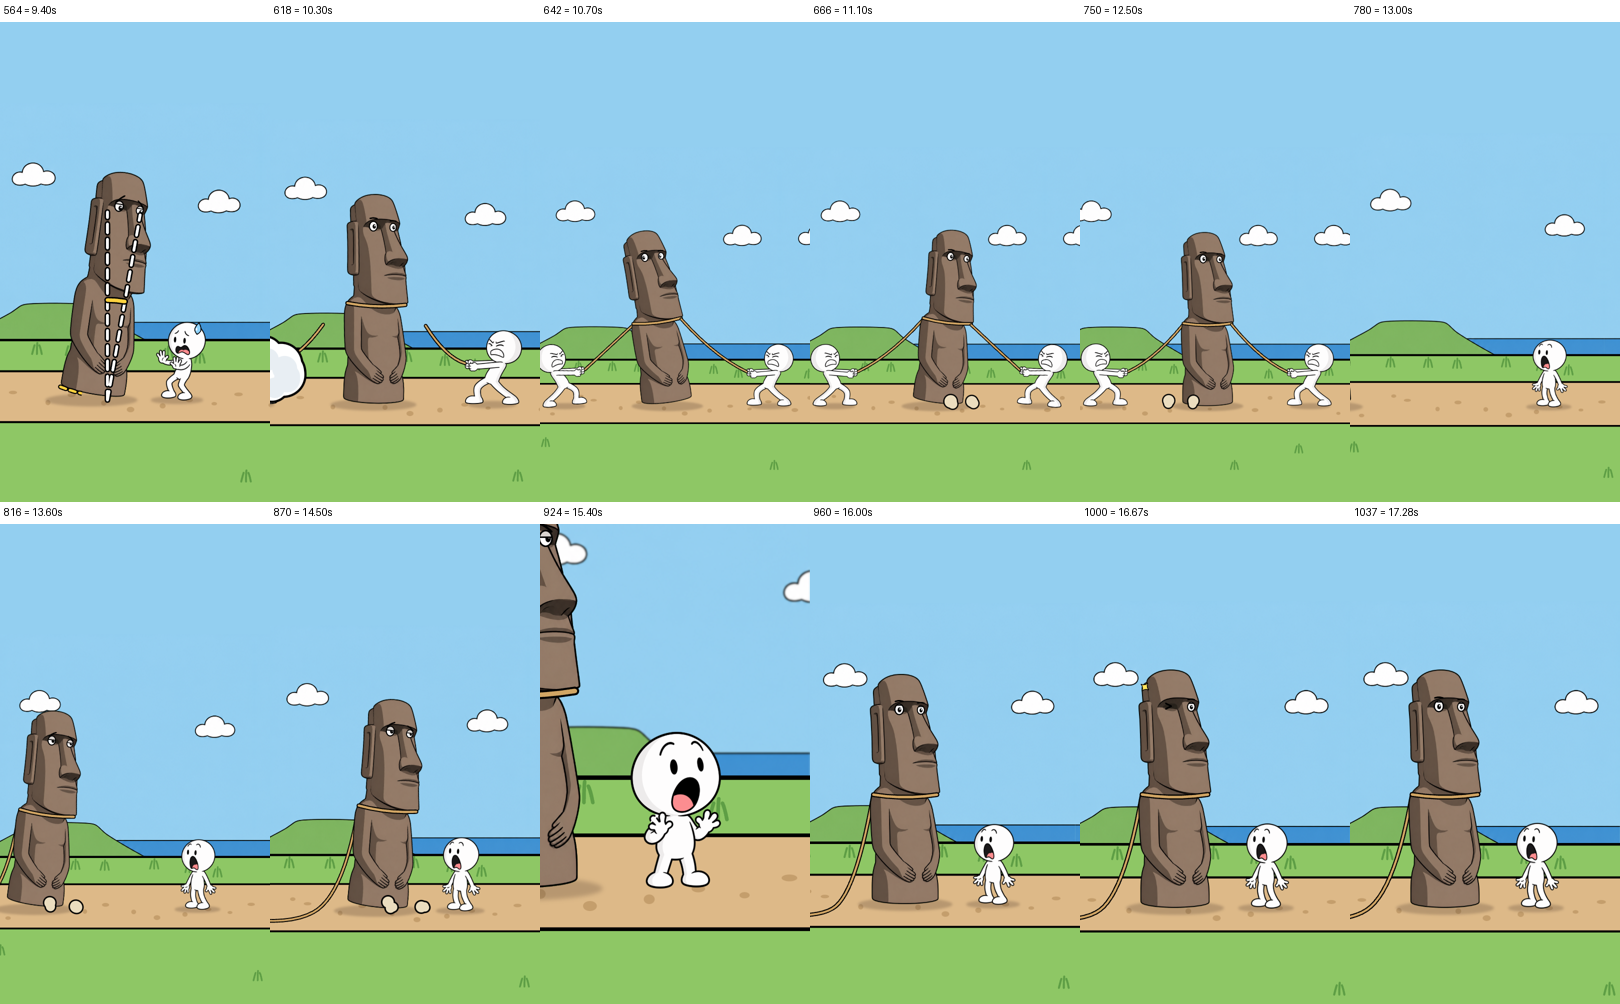 564 = 9.40s
618 = 10.30s
642 = 10.70s
666 = 11.10s
750 = 12.50s
780 = 13.00s
816 = 13.60s
870 = 14.50s
924 = 15.40s
960 = 16.00s
1000 = 16.67s
1037 = 17.28s